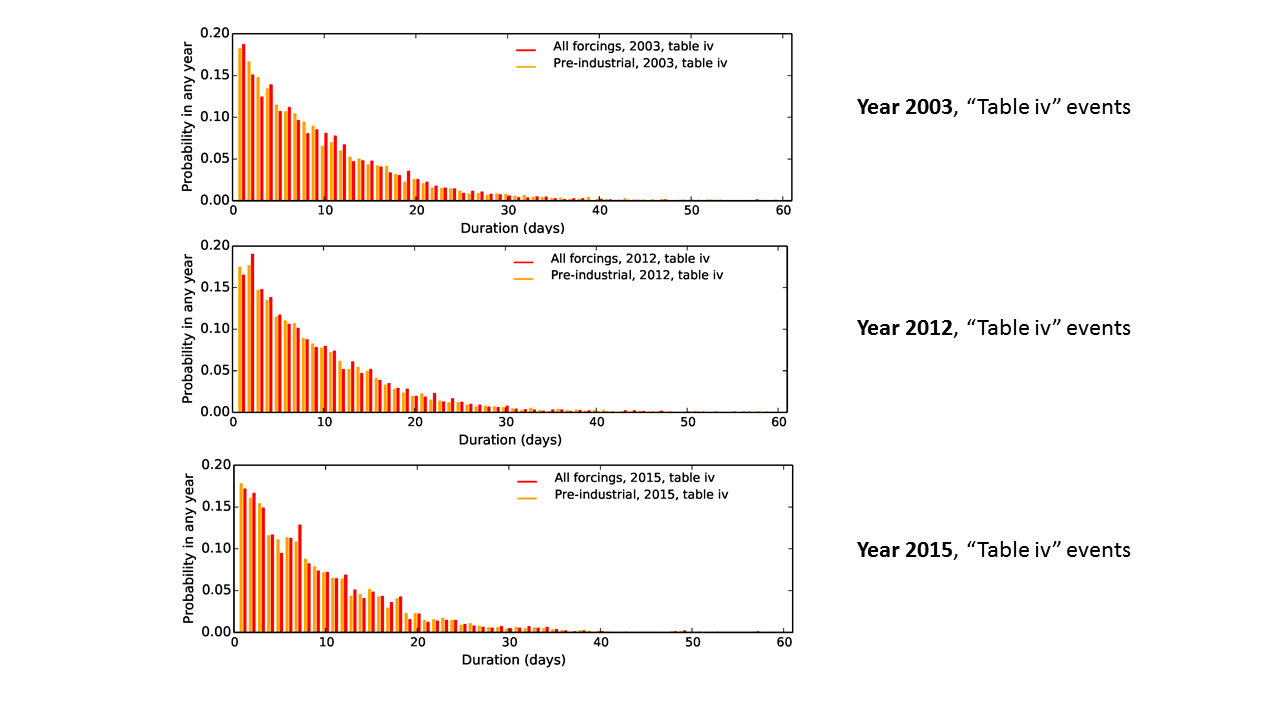 0.20
0.15
0.10
0.05
0.00
Probability in any year
All forcings, 2003, table iv
Pre-industrial, 2003, table iv
0 10 20 30 40 50 60
Duration (days)
Year 2003, “Table iv” events
0.20
0.15
0.10
0.05
0.00
Probability in any year
All forcings, 2012, table iv
Pre-industrial, 2012, table iv
0 10 20 30 40 50 60
Duration (days)
Year 2012, “Table iv” events
0.20
0.15
0.10
0.05
0.00
Probability in any year
All forcings, 2015, table iv
Pre-industrial, 2015, table iv
0 10 20 30 40 50 60
Duration (days)
Year 2015, “Table iv” events